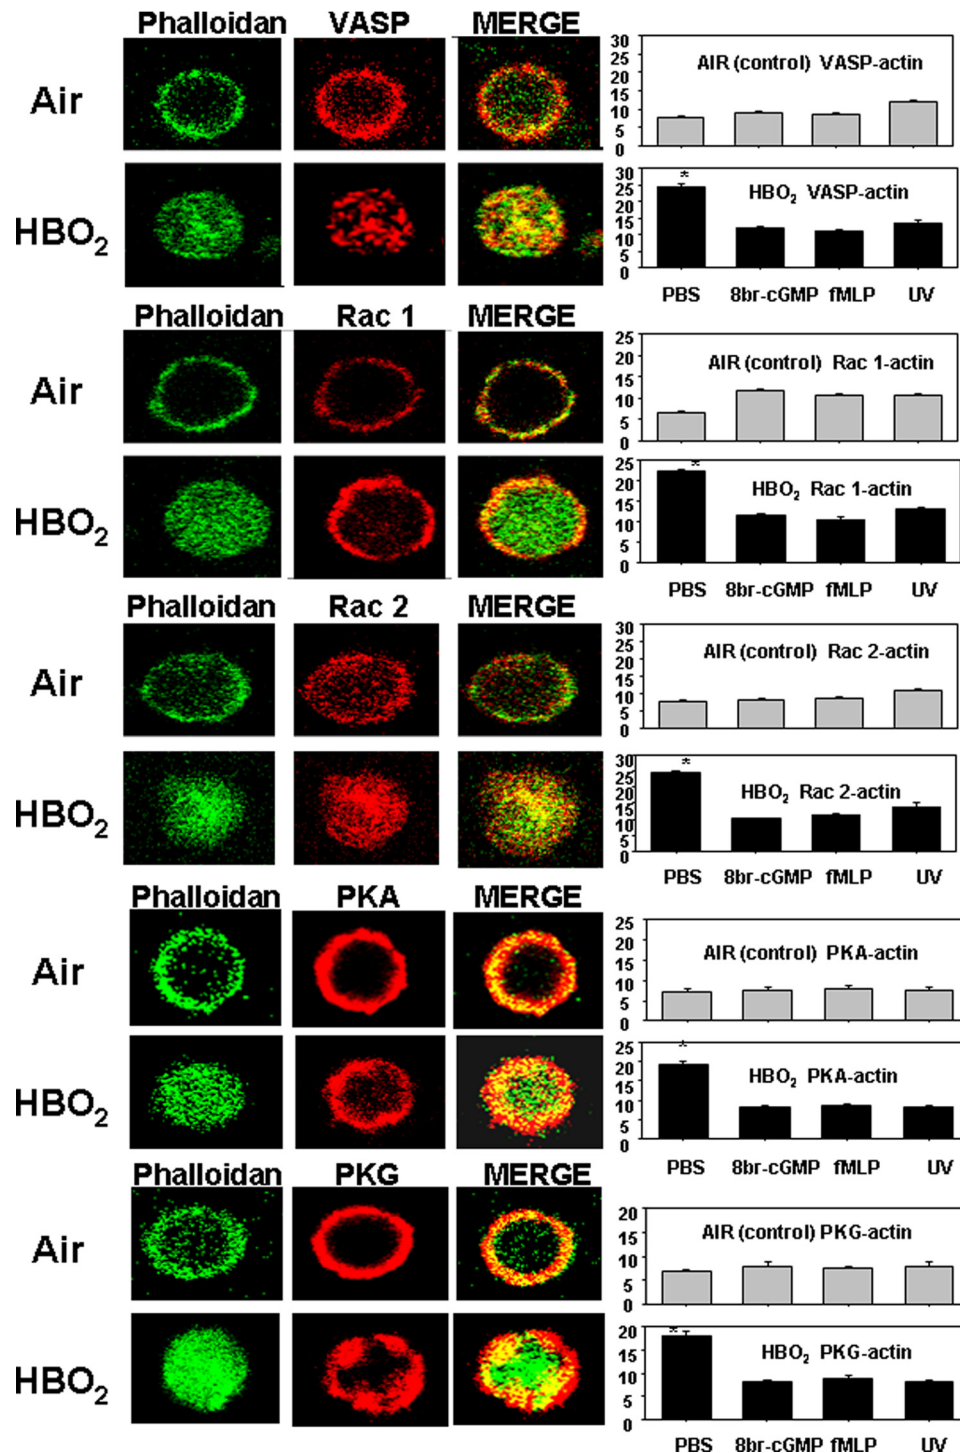 Phalloidan VASP MERGE
Air
30
25
20
15
10
5
0
AIR (control) VASP-actin
HBO2
30
25
20
15
10
5
0
*
HBO2 VASP-actin
PBS 8br-cGMP fMLP UV
Phalloidan Rac 1 MERGE
Air
25
20
15
10
5
0
AIR (control) Rac 1-actin
HBO2
25
20
15
10
5
0
*
HBO2 Rac 1-actin
PBS 8br-cGMP fMLP UV
Phalloidan Rac 2 MERGE
Air
30
25
20
15
10
5
0
AIR (control) Rac 2-actin
HBO2
30
25
20
15
10
5
0
*
HBO2 Rac 2-actin
PBS 8br-cGMP fMLP UV
Phalloidan PKA MERGE
Air
25
20
15
10
5
0
AIR (control) PKA-actin
HBO2
25
20
15
10
5
0
*
HBO2 PKA-actin
PBS 8br-cGMP fMLP UV
Phalloidan PKG MERGE
Air
20
15
10
5
0
AIR (control) PKG-actin
HBO2
20
15
10
5
0
*
HBO2 PKG-actin
PBS 8br-cGMP fMLP UV